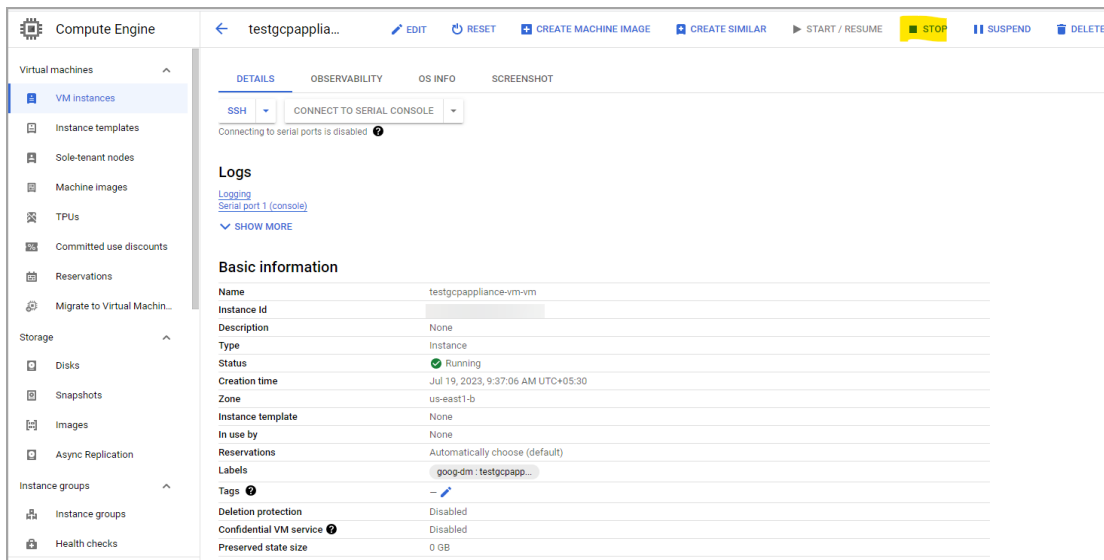 Compute Engine
testgcpapplia...
EDIT
RESET
CREATE MACHINE IMAGE
CREATE SIMILAR
START / RESUME
STOP
SUSPEND
DELETE
Virtual machines
VM instances
Instance templates
Sole-tenant nodes
Machine images
TPUs
Committed use discounts
Reservations
Migrate to Virtual Machin...
Storage
Disks
Snapshots
Images
Async Replication
Instance groups
Instance groups
Health checks
DETAILS
OBSERVABILITY
OS INFO
SCREENSHOT
SSH
CONNECT TO SERIAL CONSOLE
Connecting to serial ports is disabled ?
Logs
Logging
Serial port 1 (console)
SHOW MORE
Basic information
Name testgcpappliance-vm-vm
Instance Id
Description None
Type Instance
Status Running
Creation time Jul 19, 2023, 9:37:06 AM UTC+05:30
Zone us-east1-b
Instance template None
In use by None
Reservations Automatically choose (default)
Labels goog-dm : testgcpapp...
Tags ? –
Deletion protection Disabled
Confidential VM service ? Disabled
Preserved state size 0 GB